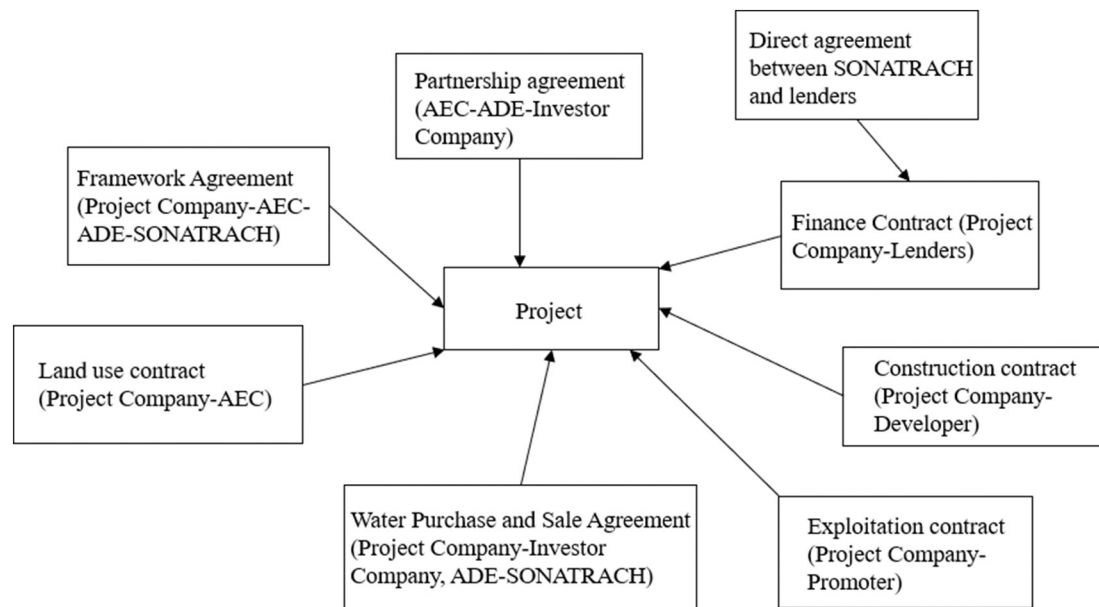 Direct agreement
between SONATRACH
and lenders
Partnership agreement
(AEC-ADE-Investor
Company)
Framework Agreement
(Project Company-AEC-
ADE-SONATRACH)
Finance Contract (Project
Company-Lenders)
Project
Land use contract
(Project Company-AEC)
Construction contract
(Project Company-
Developer)
Water Purchase and Sale Agreement
(Project Company-Investor
Company, ADE-SONATRACH)
Exploitation contract
(Project Company-
Promoter)